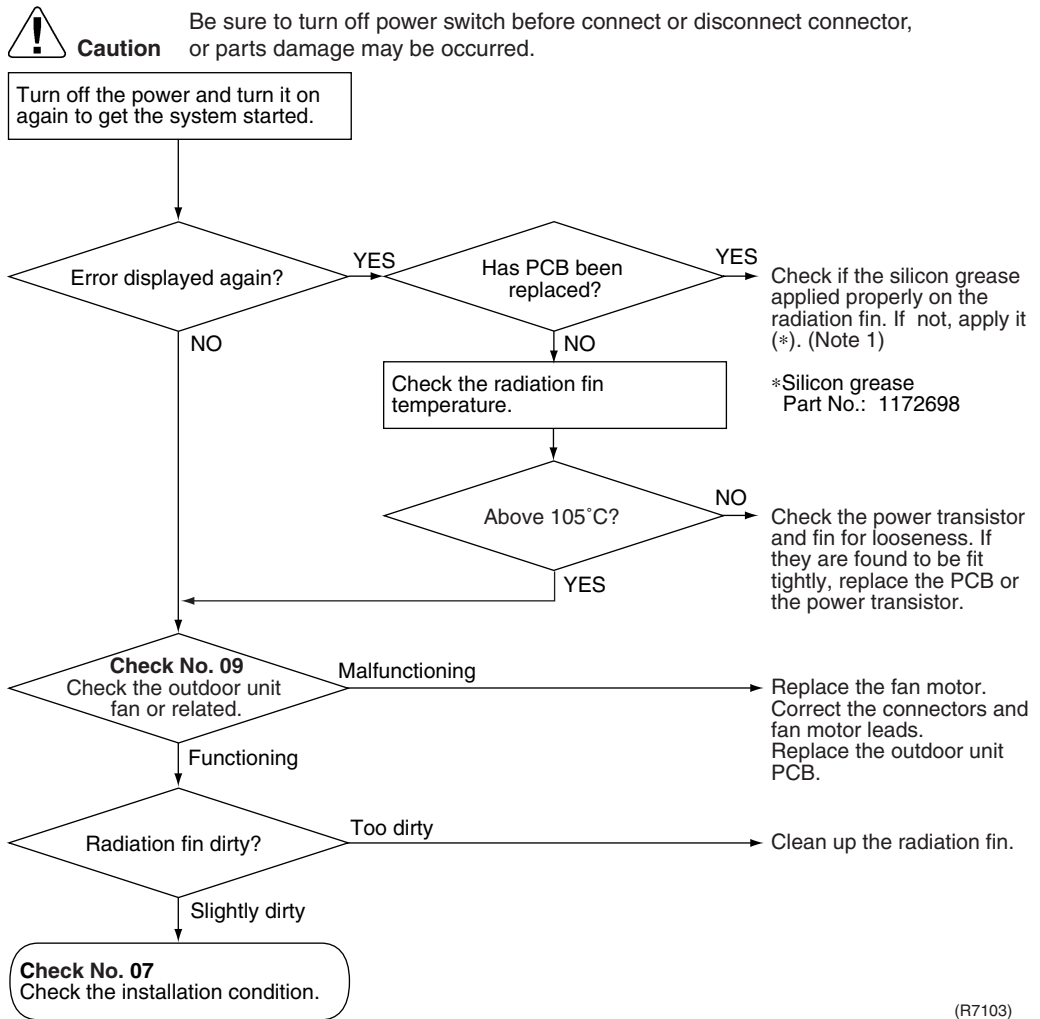 Be sure to turn off power switch before connect or disconnect connector,
Caution or parts damage may be occurred.
Turn off the power and turn it on
again to get the system started.
Error displayed again?
YES
NO
Has PCB been
replaced?
YES
NO
Check if the silicon grease
applied properly on the
radiation fin. If not, apply it
(*). (Note 1)
*Silicon grease
Part No.: 1172698
Check the radiation fin
temperature.
Above 105˚C?
NO
YES
Check the power transistor
and fin for looseness. If
they are found to be fit
tightly, replace the PCB or
the power transistor.
Check No. 09
Check the outdoor unit
fan or related.
Malfunctioning
Functioning
Replace the fan motor.
Correct the connectors and
fan motor leads.
Replace the outdoor unit
PCB.
Radiation fin dirty?
Too dirty
Clean up the radiation fin.
Slightly dirty
Check No. 07
Check the installation condition.
(R7103)